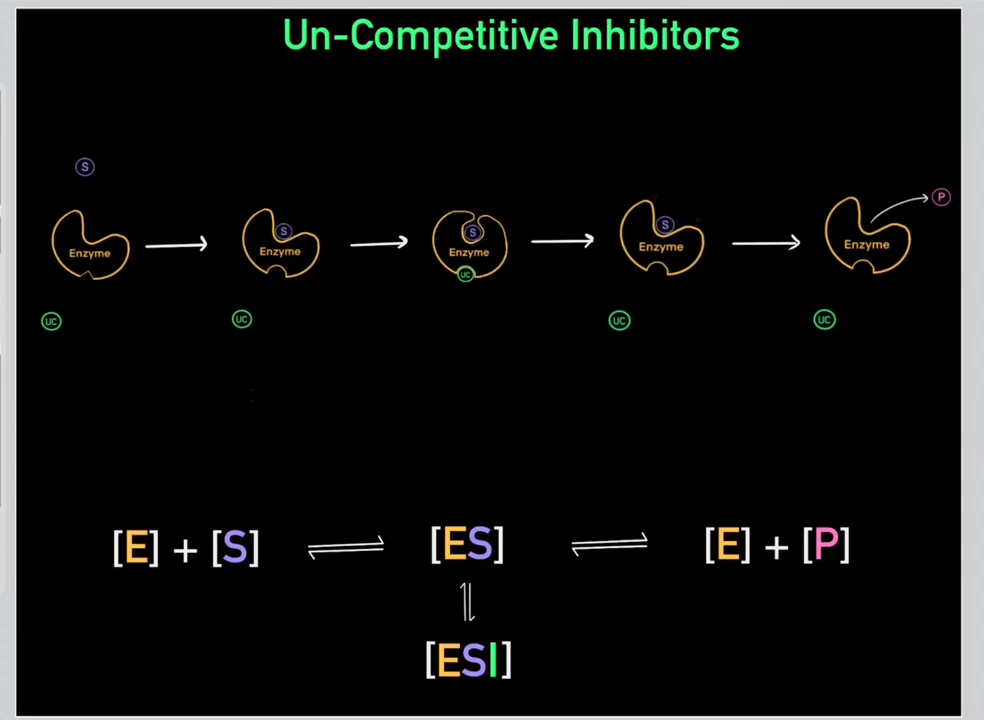 Un-Competitive Inhibitors
S
P
S
S
S
Enzyme
Enzyme
Enzyme
Enzyme
Enzyme
UC
UC
UC
UC
UC
[E] + [S] ⇌ [ES] ⇌ [E] + [P]
⇌
[ESI]